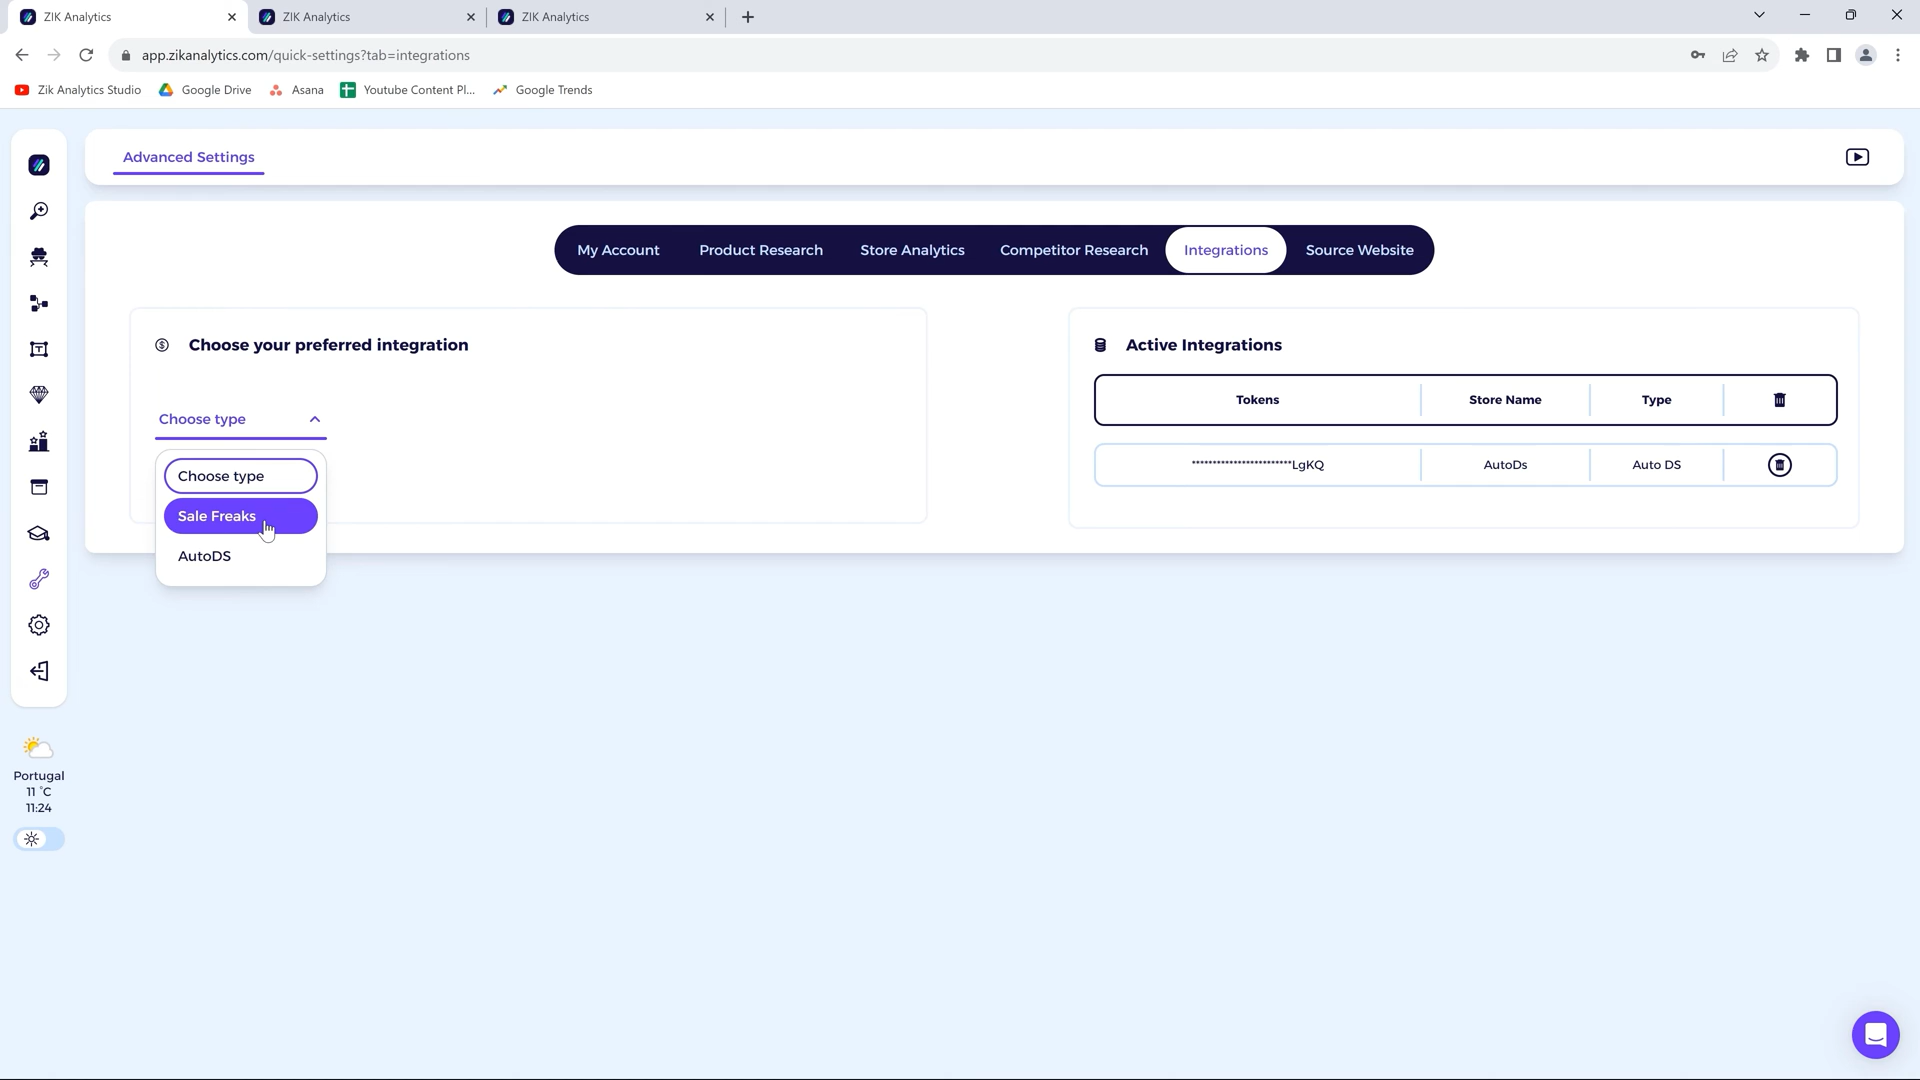 ZIK Analytics
ZIK Analytics
ZIK Analytics
app.zikanalytics.com/quick-settings?tab=integrations
Zik Analytics Studio
Google Drive
Asana
Youtube Content Pl...
Google Trends
Advanced Settings
My Account
Product Research
Store Analytics
Competitor Research
Integrations
Source Website
Choose your preferred integration
Choose type
Choose type
Sale Freaks
AutoDS
Active Integrations
Tokens
Store Name
Type
************************LgKQ
AutoDs
Auto DS
Portugal
11 °C
11:24